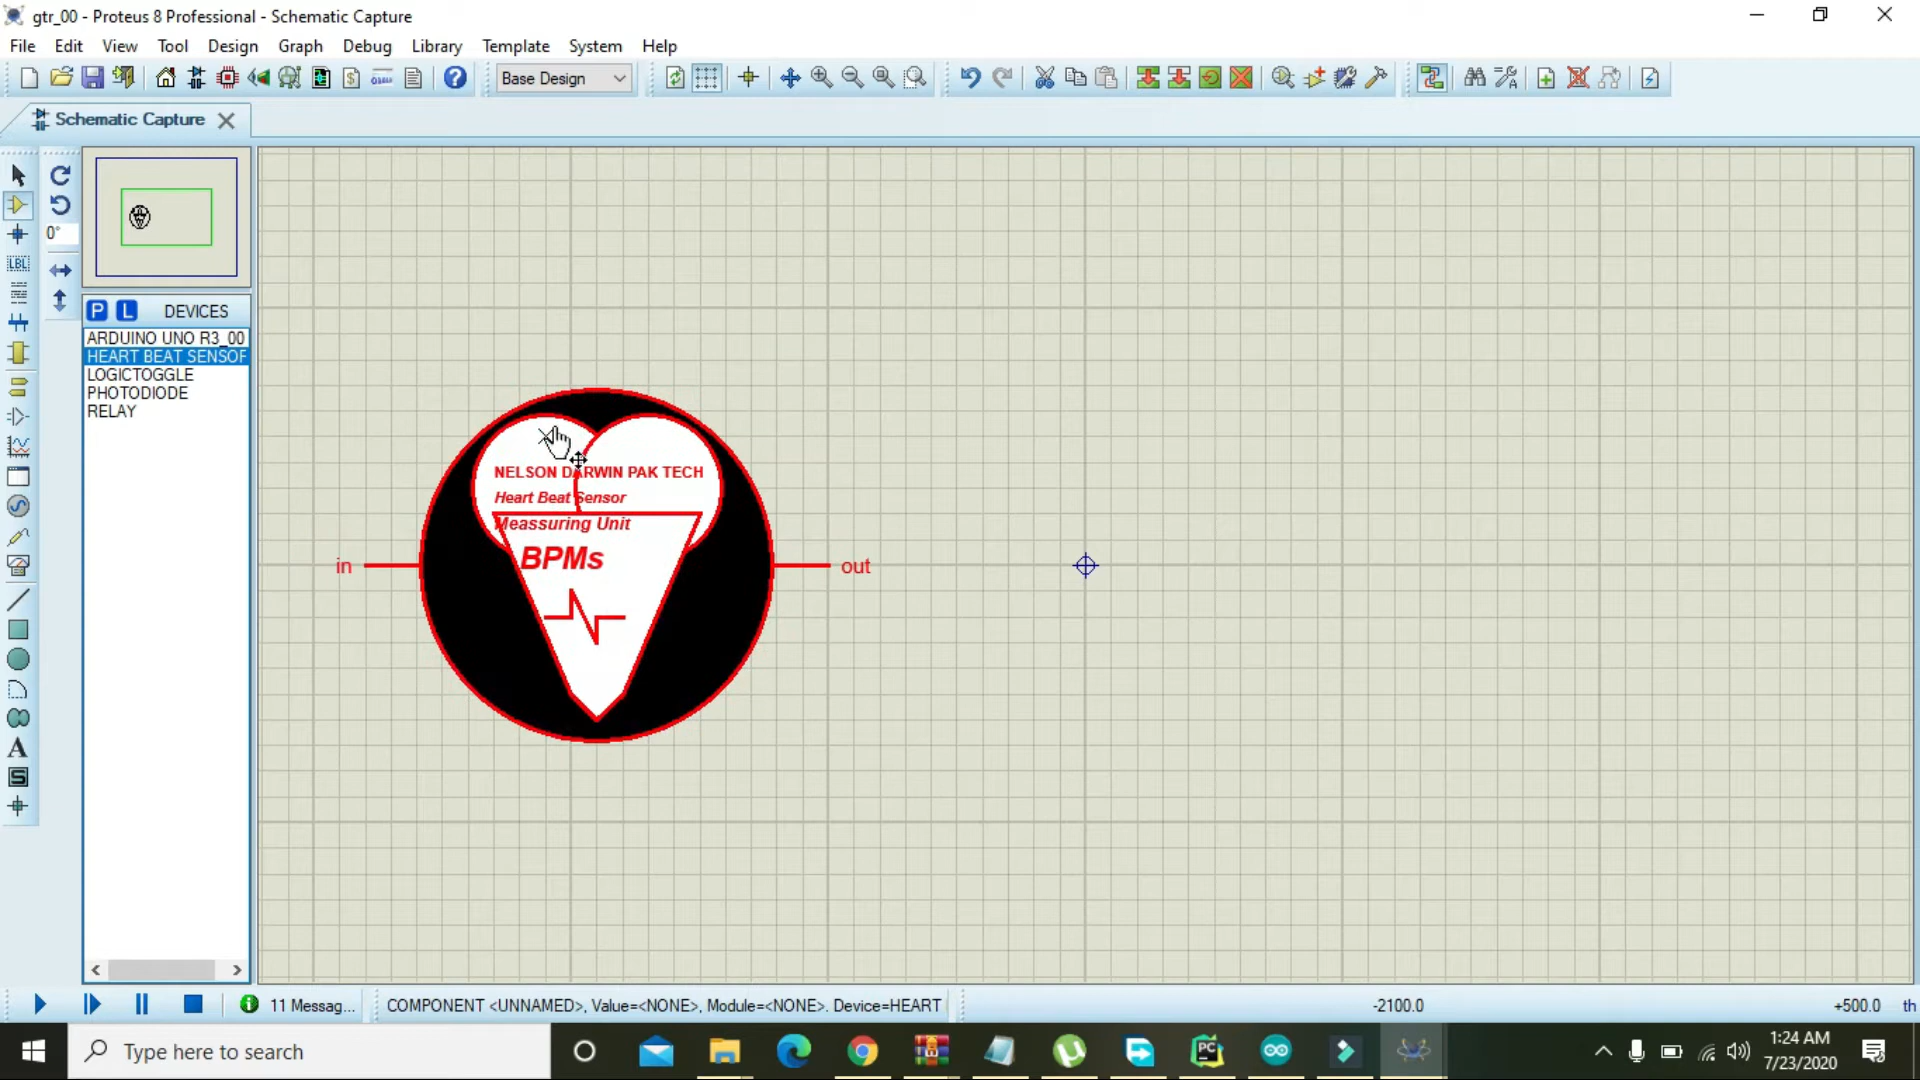 gtr_00 - Proteus 8 Professional - Schematic Capture
File Edit View Tool Design Graph Debug Library Template System Help
Base Design
Schematic Capture
LBL
0°
P L DEVICES
ARDUINO UNO R3_00
HEART BEAT SENSOR
LOGICTOGGLE
PHOTODIODE
RELAY
A
S
NELSON DARWIN PAK TECH
Heart Beat Sensor
Meassuring Unit
BPMs
in
out
11 Messag...
COMPONENT <UNNAMED>, Value=<NONE>, Module=<NONE>. Device=HEART
-2100.0
+500.0
th
Type here to search
PC
1:24 AM
7/23/2020